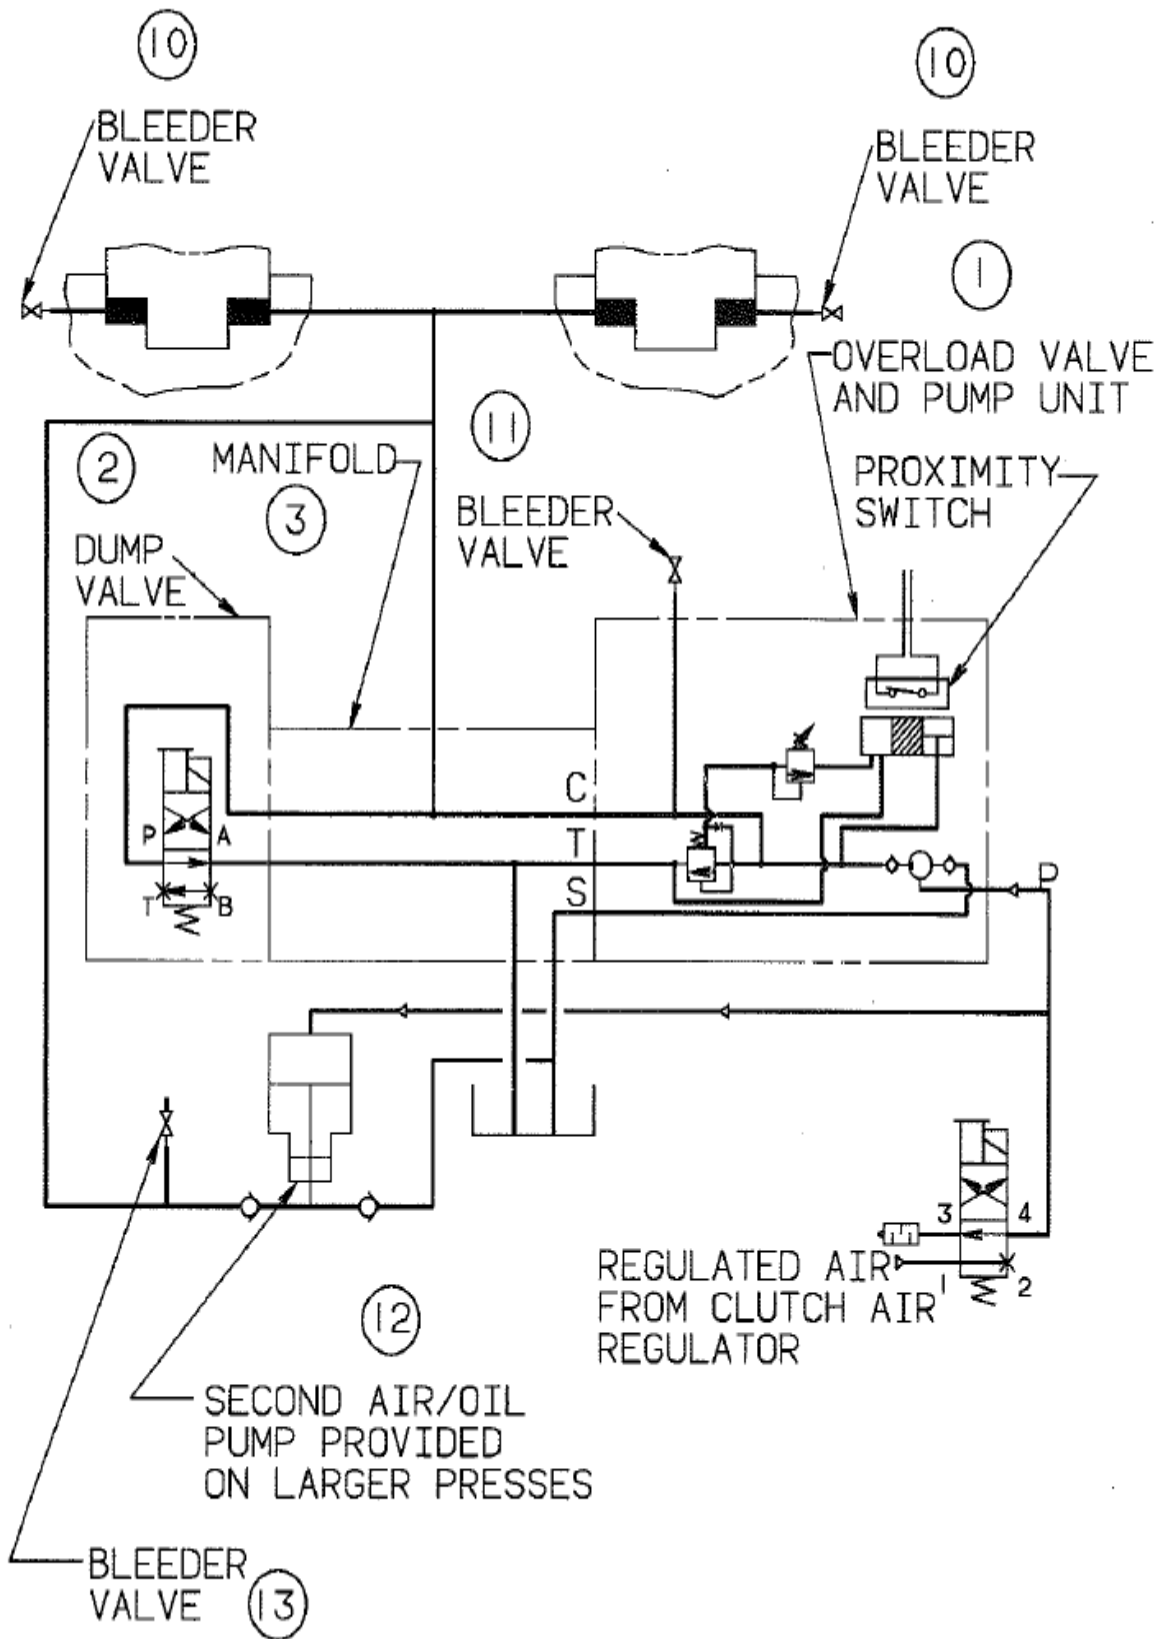 10
BLEEDER
VALVE
10
BLEEDER
VALVE
1
OVERLOAD VALVE
AND PUMP UNIT
PROXIMITY
SWITCH
11
BLEEDER
VALVE
MANIFOLD
3
2
DUMP
VALVE
C
T
S
P
A
T
B
P
3
4
1
2
REGULATED AIR
FROM CLUTCH AIR
REGULATOR
12
SECOND AIR/OIL
PUMP PROVIDED
ON LARGER PRESSES
BLEEDER
VALVE
13